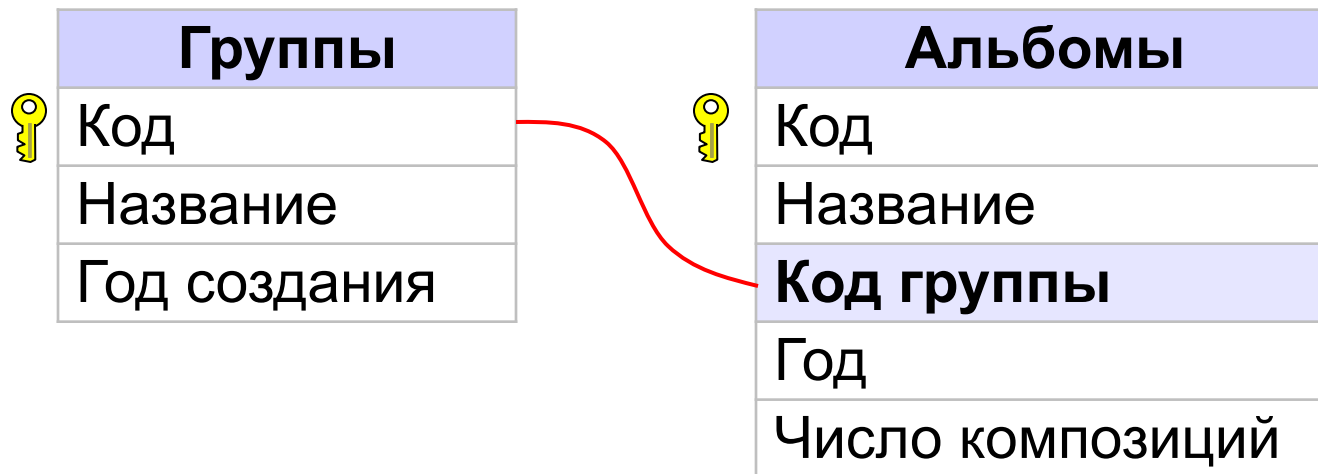 Группы
Код
Название
Год создания
Альбомы
Код
Название
Код группы
Год
Число композиций